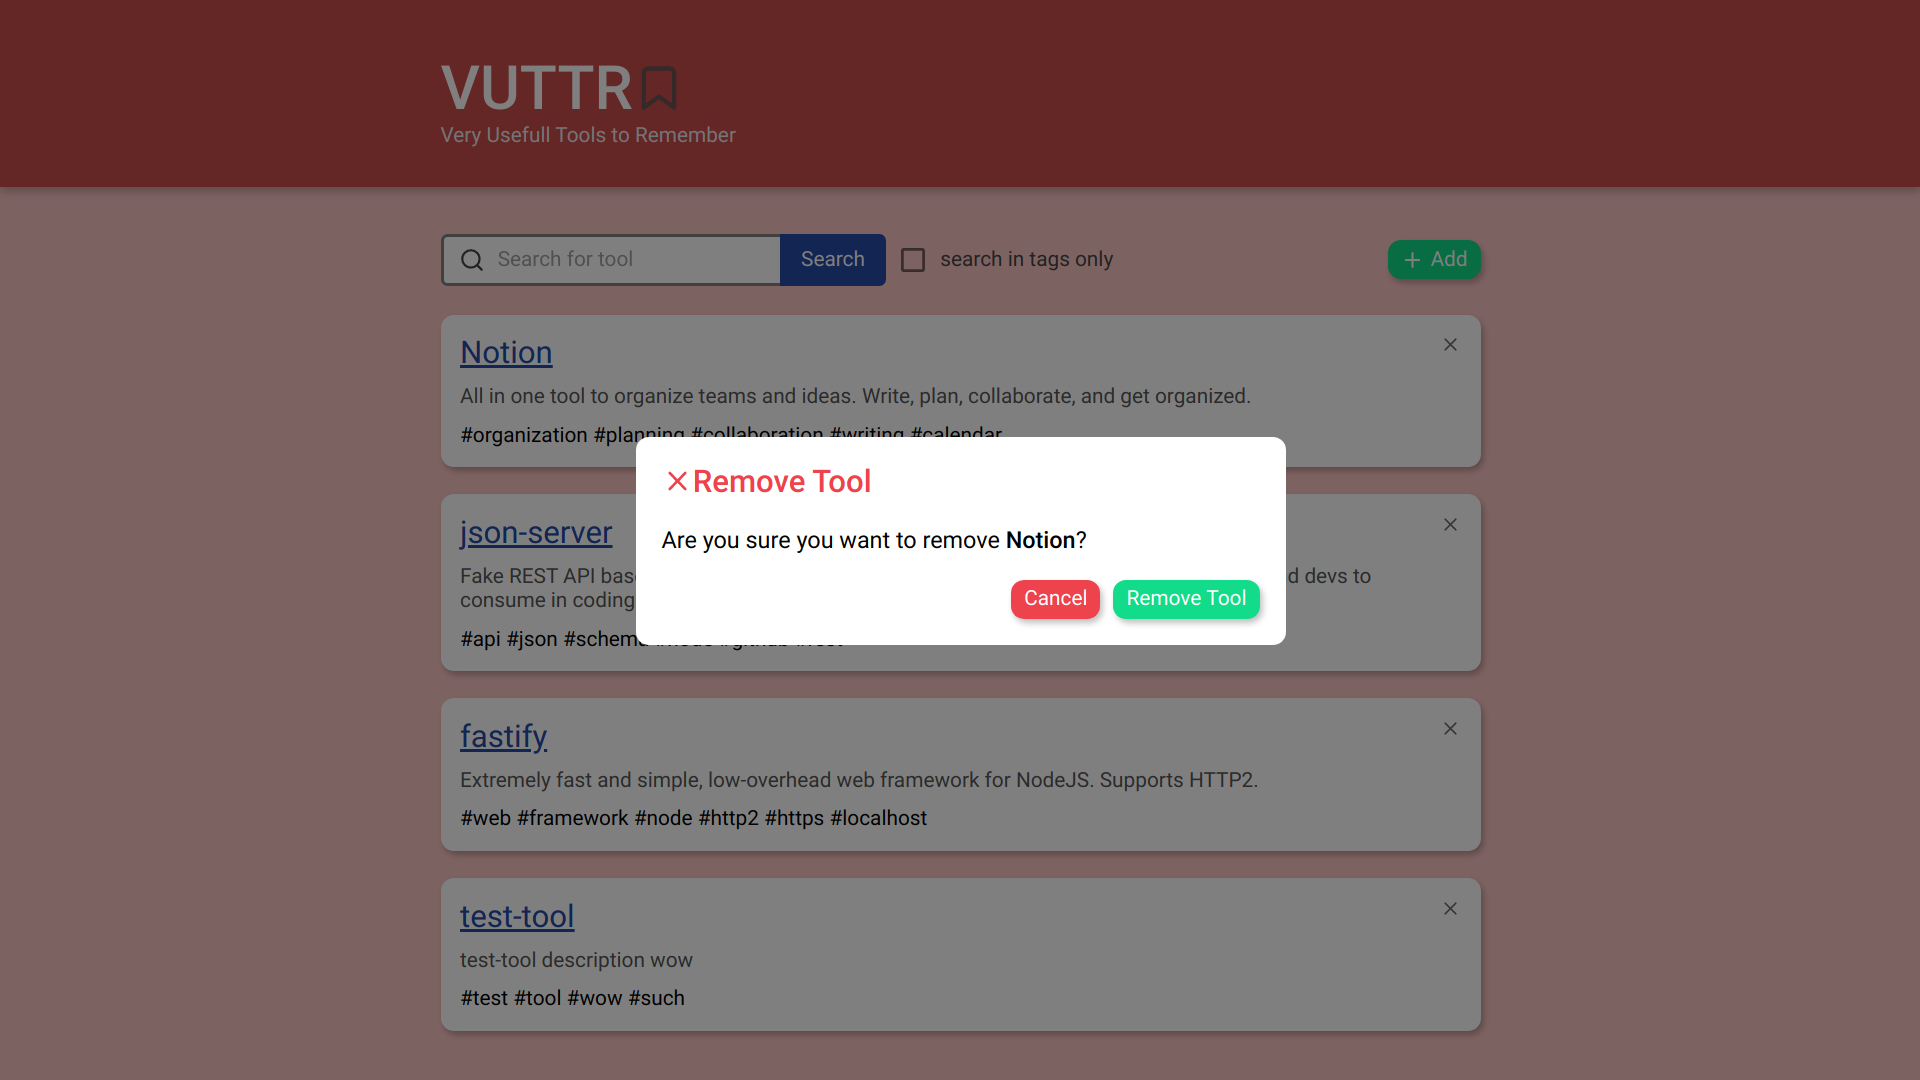 VUTTR
Very Usefull Tools to Remember
Search for tool
Search
search in tags only
Add
Notion
All in one tool to organize teams and ideas. Write, plan, collaborate, and get organized.
#organization #planning #collaboration #writing #calendar
Remove Tool
Are you sure you want to remove Notion?
Cancel
Remove Tool
json-server
Fake REST API d devs to
consume in coding
#api #json
fastify
Extremely fast and simple, low-overhead web framework for NodeJS. Supports HTTP2.
#web #framework #node #http2 #https #localhost
test-tool
test-tool description wow
#test #tool #wow #such